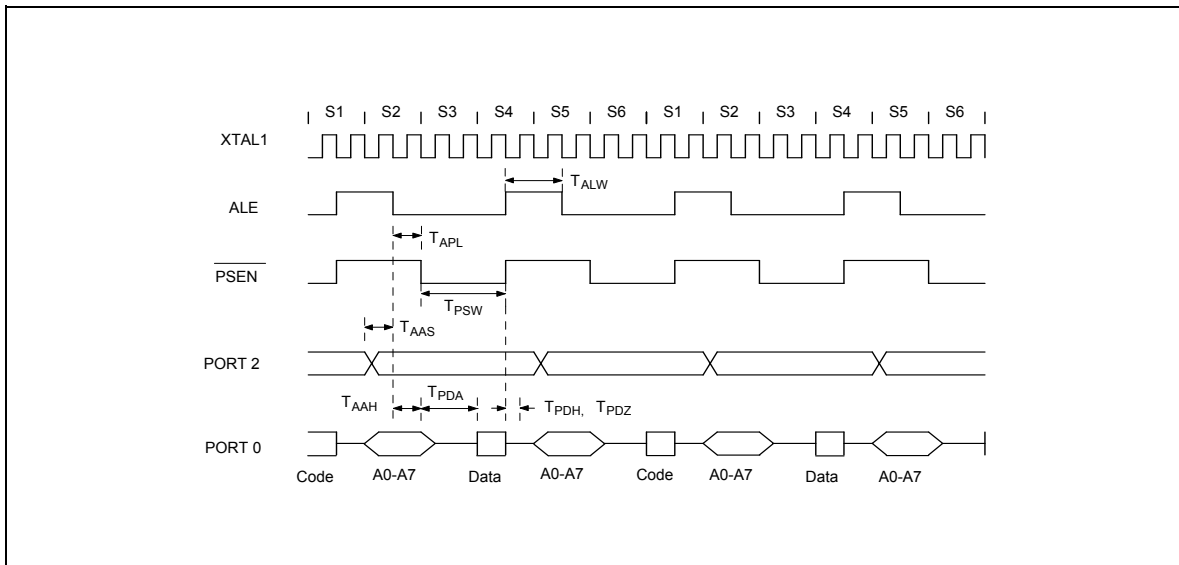 S1 S2 S3 S4 S5 S6 S1 S2 S3 S4 S5 S6
XTAL1
TALW
ALE
TAPL
PSEN
TPSW
TAAS
PORT 2
TAAH TPDA TPDH, TPDZ
PORT 0
Code A0-A7 Data A0-A7 Code A0-A7 Data A0-A7